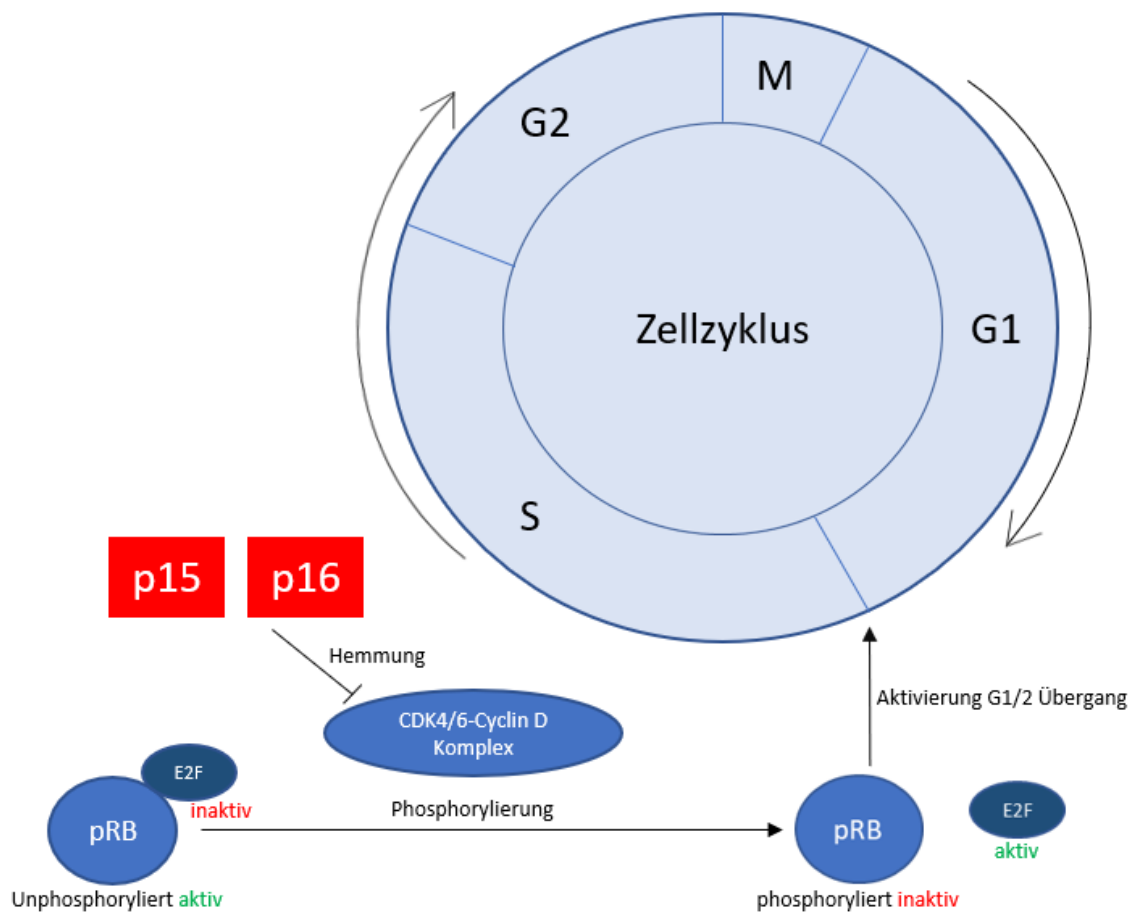 M
G2
Zellzyklus
G1
S
p15
p16
Hemmung
Aktivierung G1/2 Übergang
CDK4/6-Cyclin D
Komplex
E2F
inaktiv
Phosphorylierung
pRB
pRB
E2F
aktiv
Unphosphoryliert aktiv
phosphoryliert inaktiv